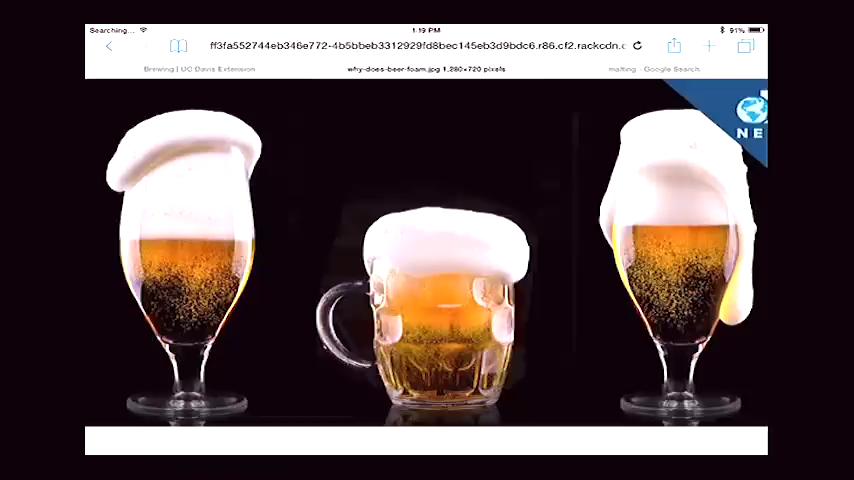 Searching...
1:19 PM
91%
ff3fa552744eb346e772-4b5bbeb3312929fd8bec145eb3d9bdc6.r86.cf2.rackcdn.c
Brewing | UC Davis Extension
why-does-beer-foam.jpg 1,280×720 pixels
malting - Google Search
NE